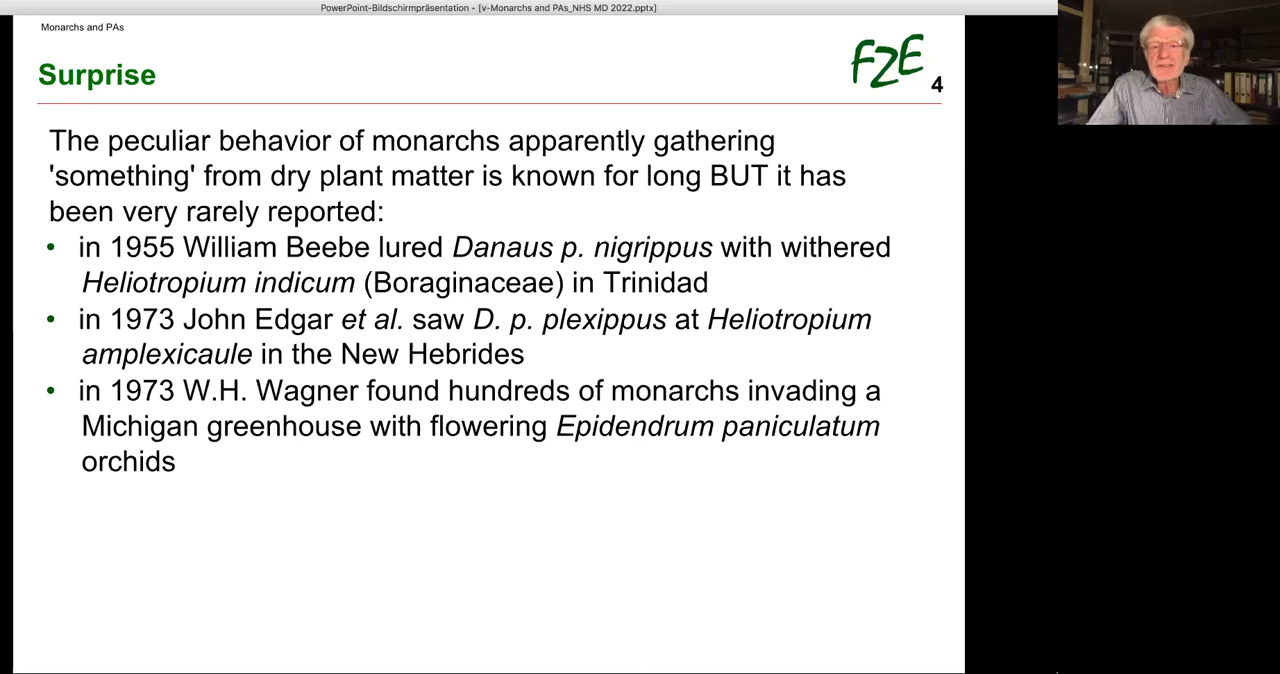 PowerPoint-Bildschirmpräsentation - [v-Monarchs and PAs_NHS MD 2022.pptx]
Monarchs and PAs
Surprise
FZE
4
The peculiar behavior of monarchs apparently gathering
'something' from dry plant matter is known for long BUT it has
been very rarely reported:
• in 1955 William Beebe lured Danaus p. nigrippus with withered
Heliotropium indicum (Boraginaceae) in Trinidad
• in 1973 John Edgar et al. saw D. p. plexippus at Heliotropium
amplexicaule in the New Hebrides
• in 1973 W.H. Wagner found hundreds of monarchs invading a
Michigan greenhouse with flowering Epidendrum paniculatum
orchids